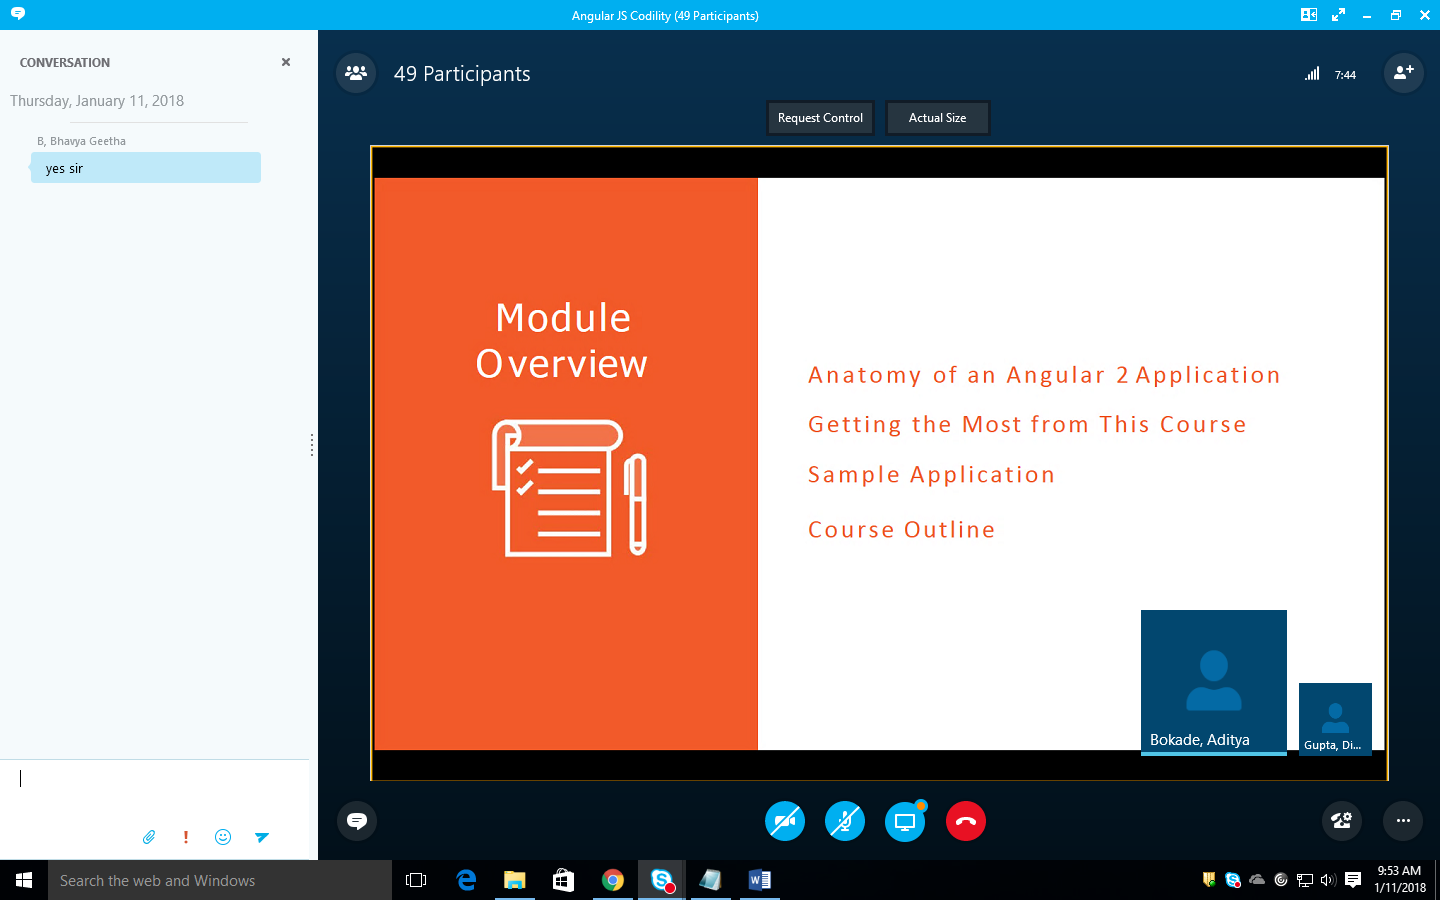 Angular JS Codility (49 Participants)
CONVERSATION
Thursday, January 11, 2018
B, Bhavya Geetha
yes sir
49 Participants
7:44
Request Control
Actual Size
Module
Overview
Anatomy of an Angular 2 Application
Getting the Most from This Course
Sample Application
Course Outline
Bokade, Aditya
Gupta, Di...
Search the web and Windows
9:53 AM
1/11/2018